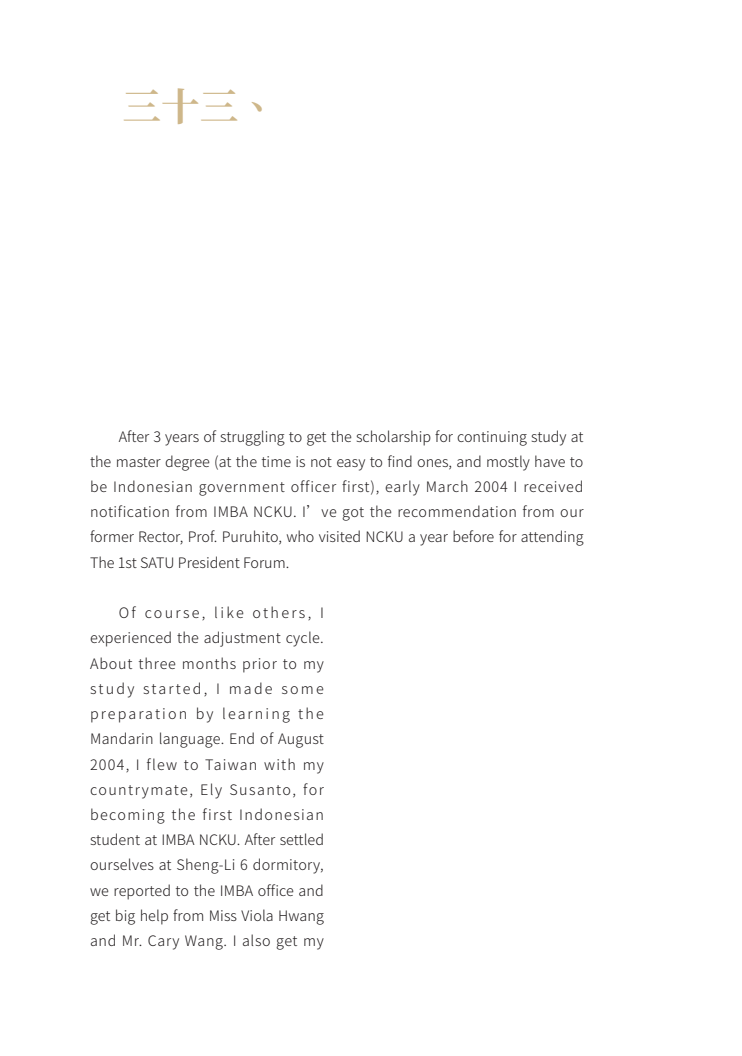 三十三、
After 3 years of struggling to get the scholarship for continuing study at
the master degree (at the time is not easy to find ones, and mostly have to
be Indonesian government officer first), early March 2004 I received
notification from IMBA NCKU. I’ve got the recommendation from our
former Rector, Prof. Puruhito, who visited NCKU a year before for attending
The 1st SATU President Forum.
Of course, like others, I
experienced the adjustment cycle.
About three months prior to my
study started, I made some
preparation by learning the
Mandarin language. End of August
2004, I flew to Taiwan with my
countrymate, Ely Susanto, for
becoming the first Indonesian
student at IMBA NCKU. After settled
ourselves at Sheng-Li 6 dormitory,
we reported to the IMBA office and
get big help from Miss Viola Hwang
and Mr. Cary Wang. I also get my